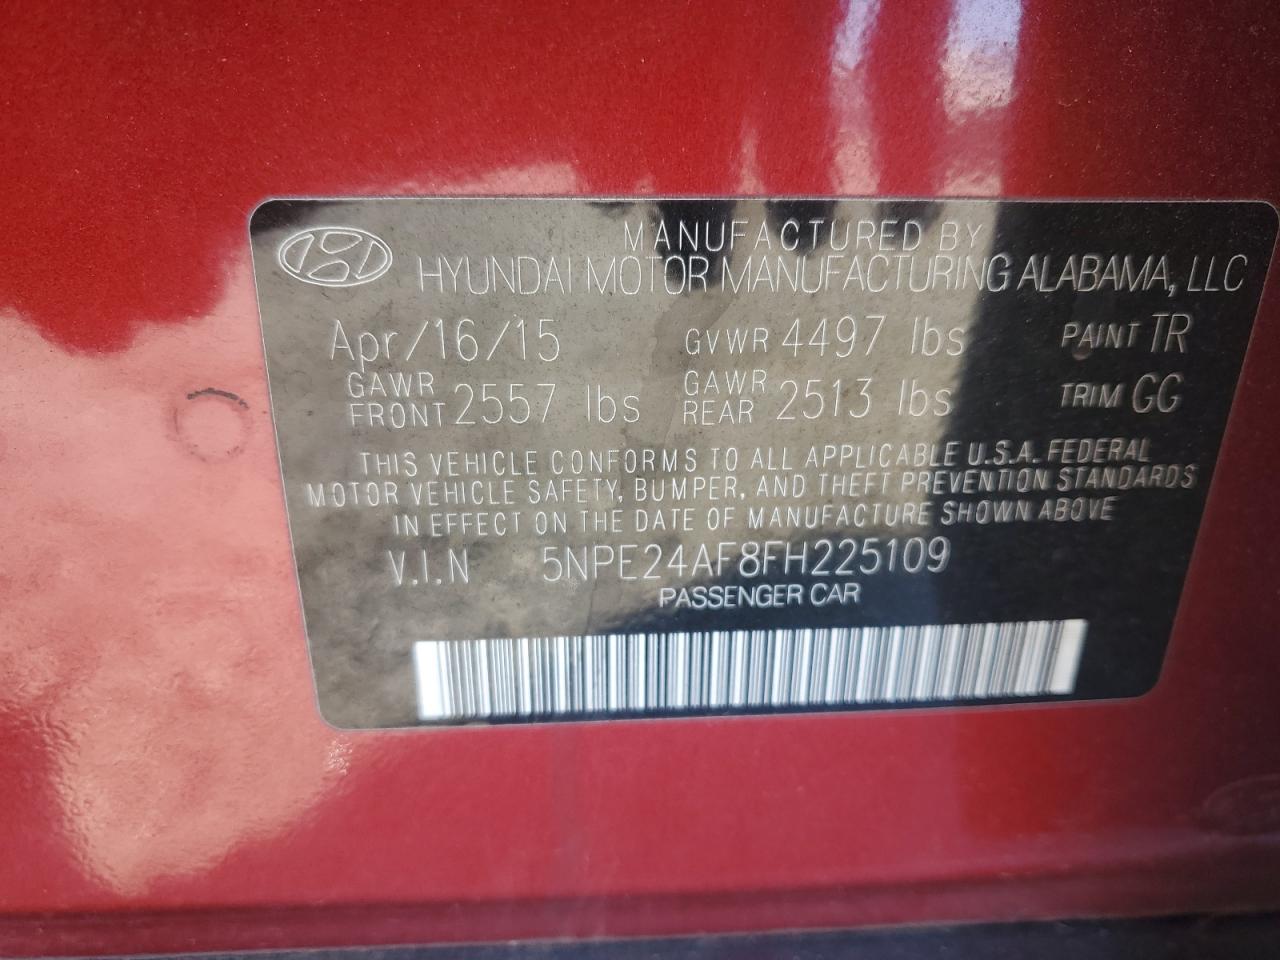 MANUFACTURED BY
HYUNDAI MOTOR MANUFACTURING ALABAMA, LLC
Apr/16/15 GVWR 4497 lbs PAINT TR
GAWR FRONT 2557 lbs GAWR REAR 2513 lbs TRIM GG
THIS VEHICLE CONFORMS TO ALL APPLICABLE U.S.A. FEDERAL
MOTOR VEHICLE SAFETY, BUMPER, AND THEFT PREVENTION STANDARDS
IN EFFECT ON THE DATE OF MANUFACTURE SHOWN ABOVE
V.I.N 5NPE24AF8FH225109
PASSENGER CAR